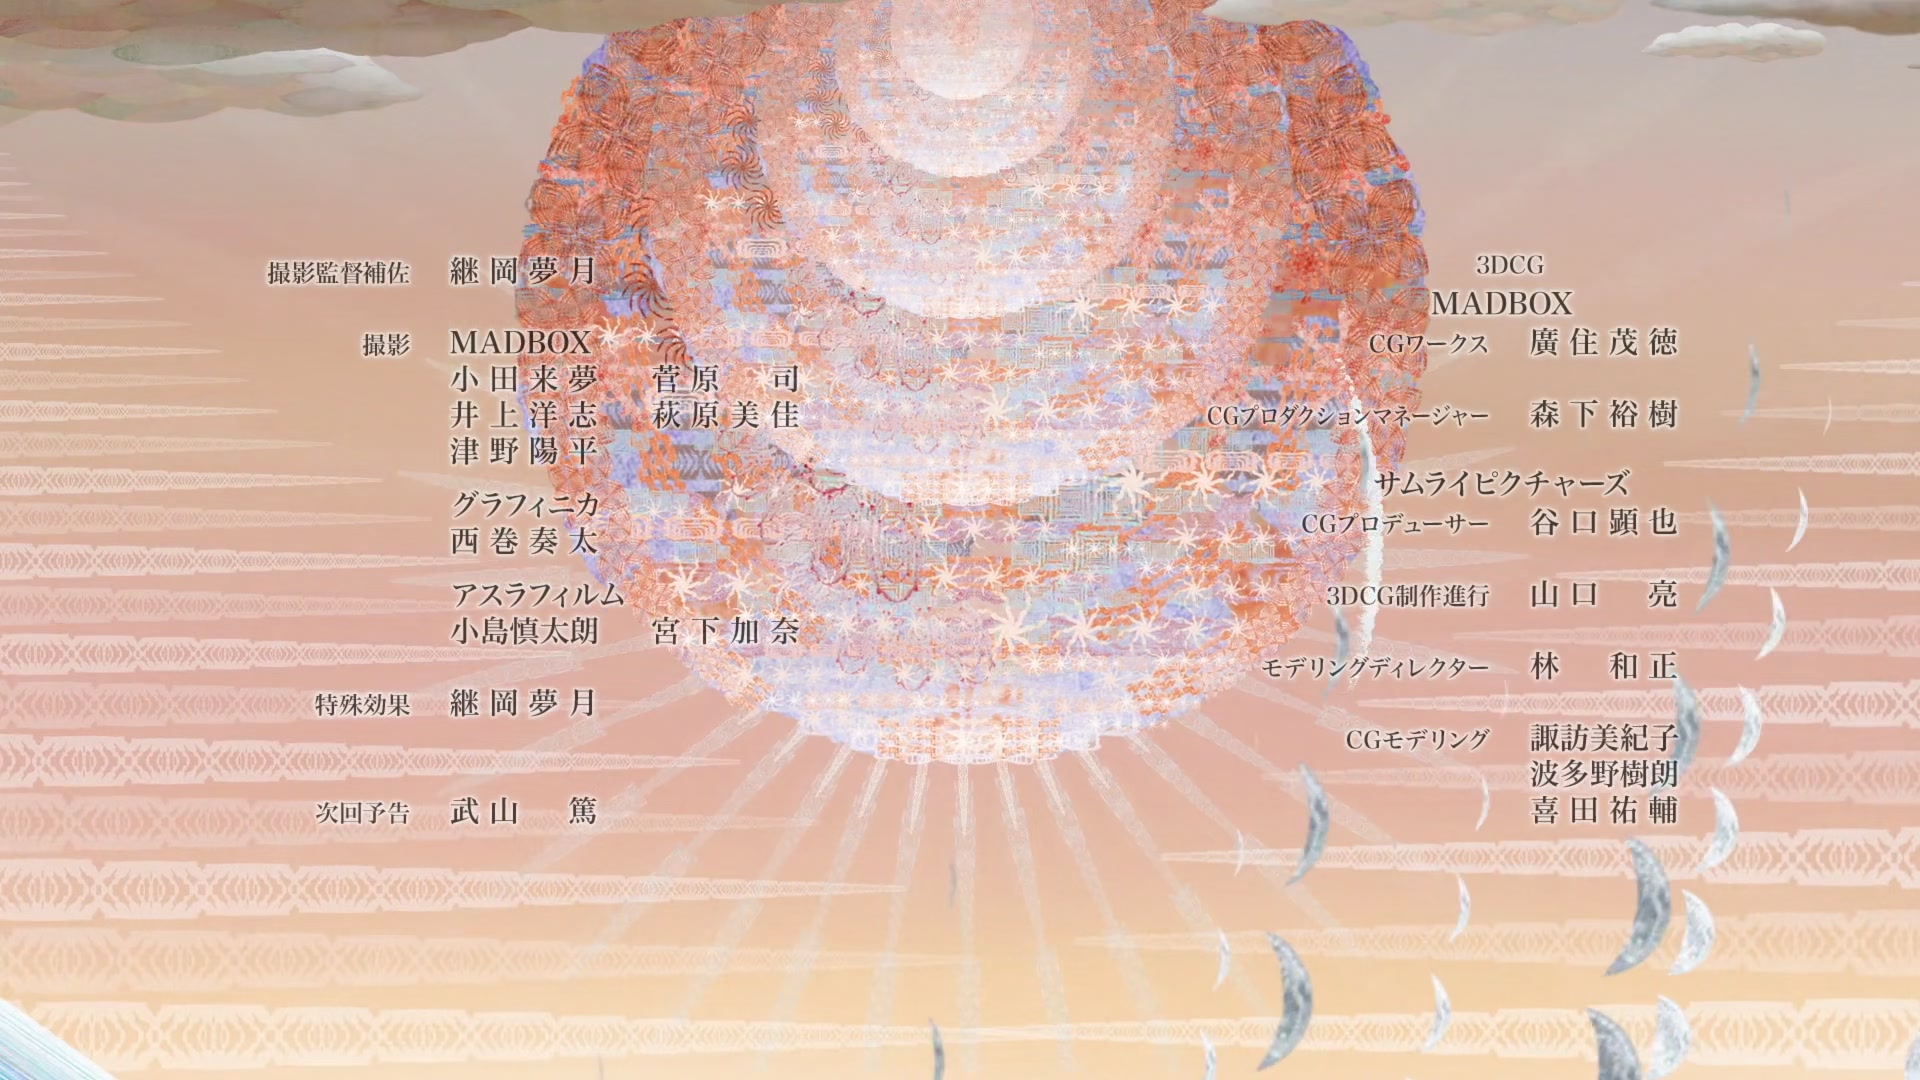 撮影監督補佐 継岡夢月
撮影 MADBOX
小田来夢 菅原 司
井上洋志 萩原美佳
津野陽平
グラフィニカ
西巻奏太
アスラフィルム
小島慎太朗 宮下加奈
特殊効果 継岡夢月
次回予告 武山 篤
3DCG
MADBOX
CGワークス 廣住茂徳
CGプロダクションマネージャー 森下裕樹
サムライピクチャーズ
CGプロデューサー 谷口顕也
3DCG制作進行 山口 亮
モデリングディレクター 林 和正
CGモデリング 諏訪美紀子
波多野樹朗
喜田祐輔